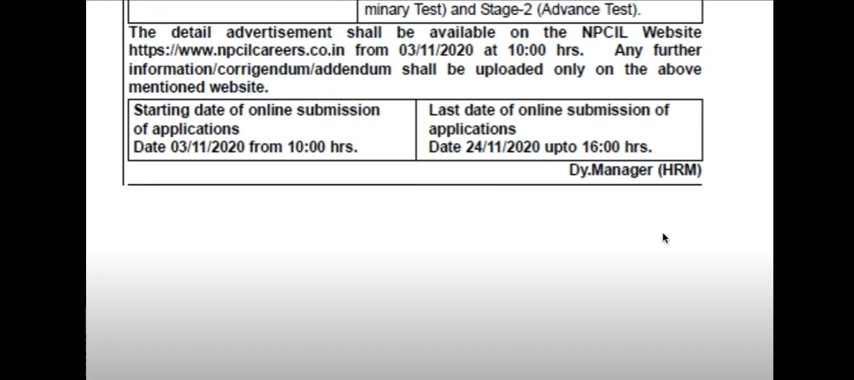 minary Test) and Stage-2 (Advance Test).
The detail advertisement shall be available on the NPCIL Website
https://www.npcilcareers.co.in from 03/11/2020 at 10:00 hrs. Any further
information/corrigendum/addendum shall be uploaded only on the above
mentioned website.
Starting date of online submission
of applications
Date 03/11/2020 from 10:00 hrs.
Last date of online submission of
applications
Date 24/11/2020 upto 16:00 hrs.
Dy.Manager (HRM)